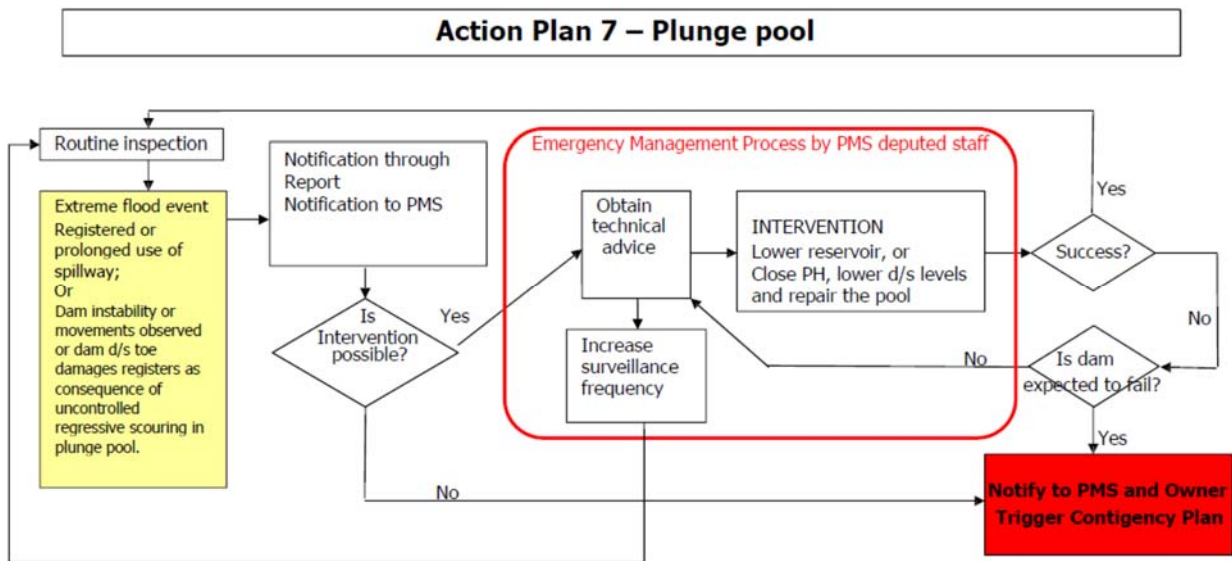 Action Plan 7 – Plunge pool
Routine inspection
Extreme flood event
Registered or
prolonged use of
spillway;
Or
Dam instability or
movements observed
or dam d/s toe
damages registers as
consequence of
uncontrolled
regressive scouring in
plunge pool.
Notification through
Report
Notification to PMS
Is
Intervention
possible?
Yes
No
Emergency Management Process by PMS deputed staff
Obtain
technical
advice
Increase
surveillance
frequency
INTERVENTION
Lower reservoir, or
Close PH, lower d/s levels
and repair the pool
Success?
Yes
No
Is dam
expected to fail?
No
Yes
Notify to PMS and Owner
Trigger Contigency Plan